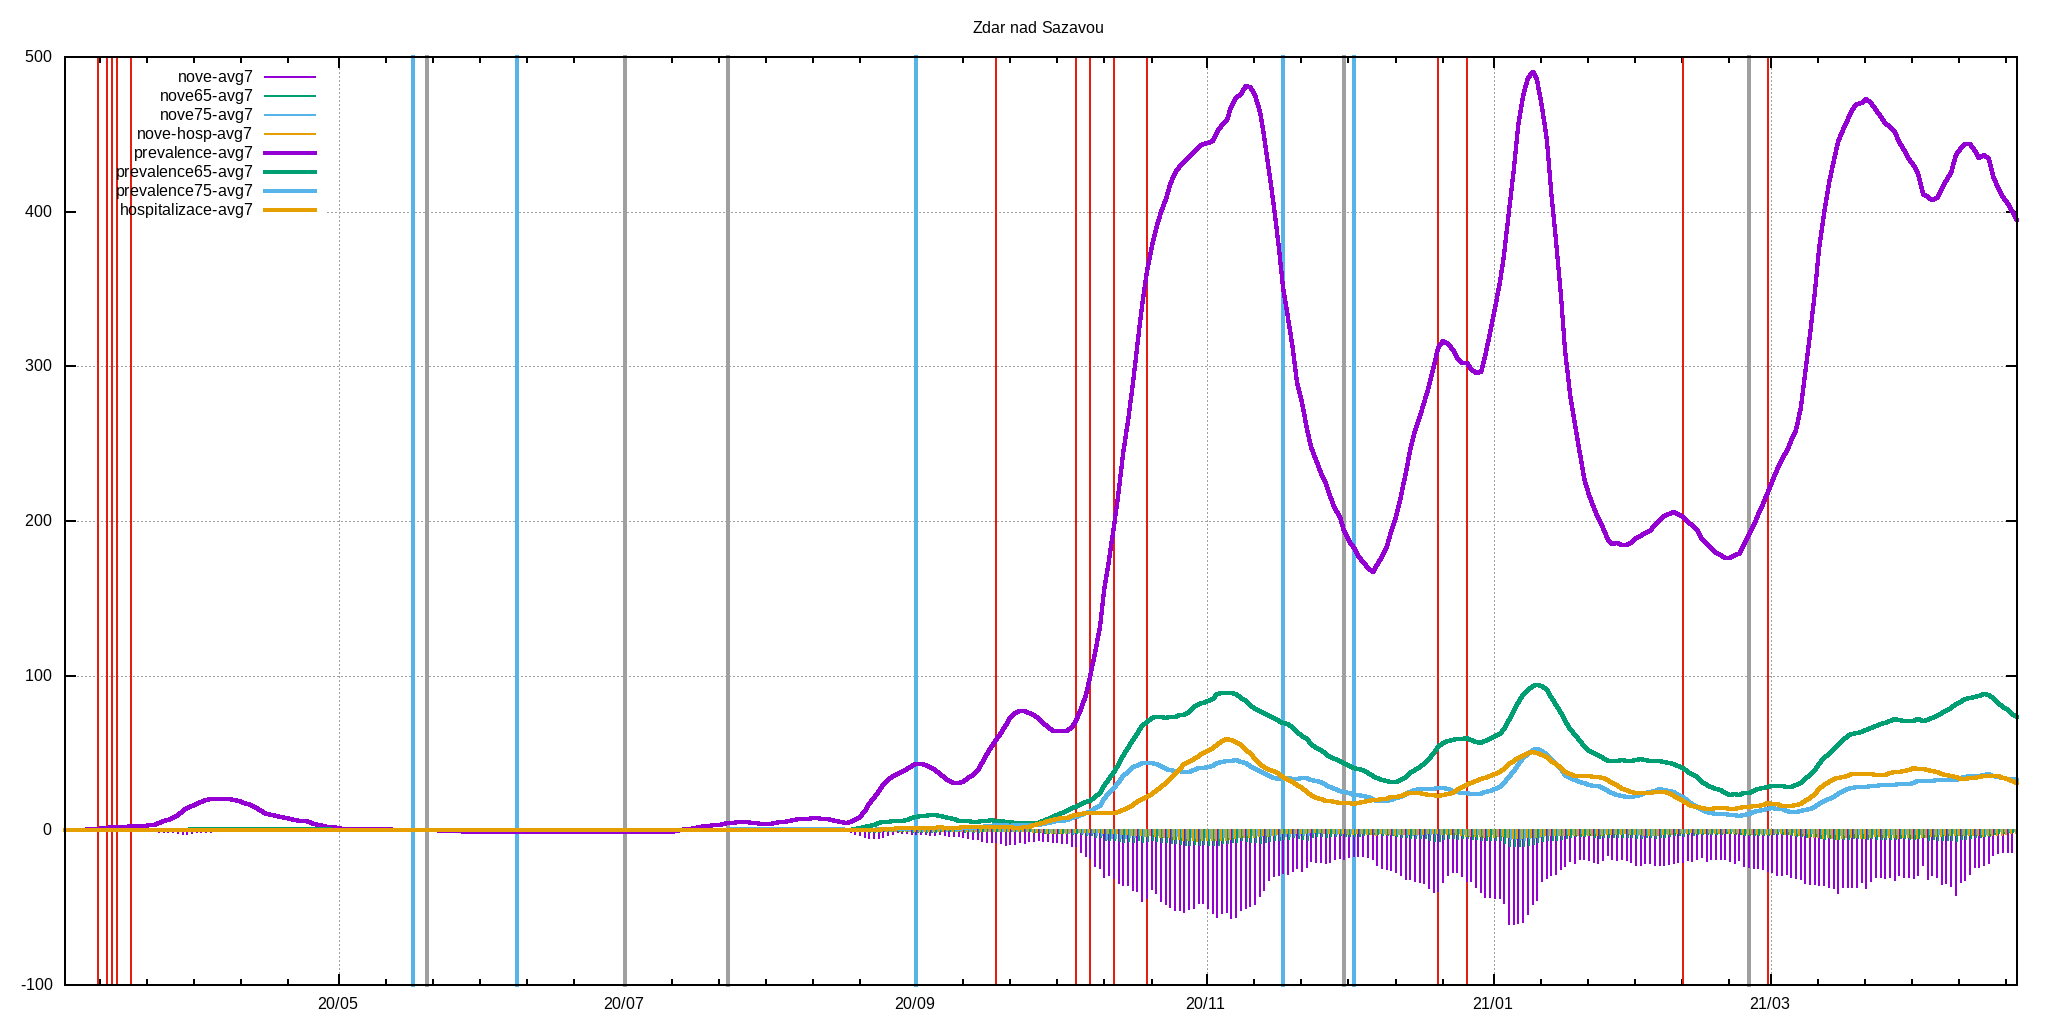 Zdar nad Sazavou
500
400
300
200
100
0
-100
nove-avg7
nove65-avg7
nove75-avg7
nove-hosp-avg7
prevalence-avg7
prevalence65-avg7
prevalence75-avg7
hospitalizace-avg7
20/05
20/07
20/09
20/11
21/01
21/03